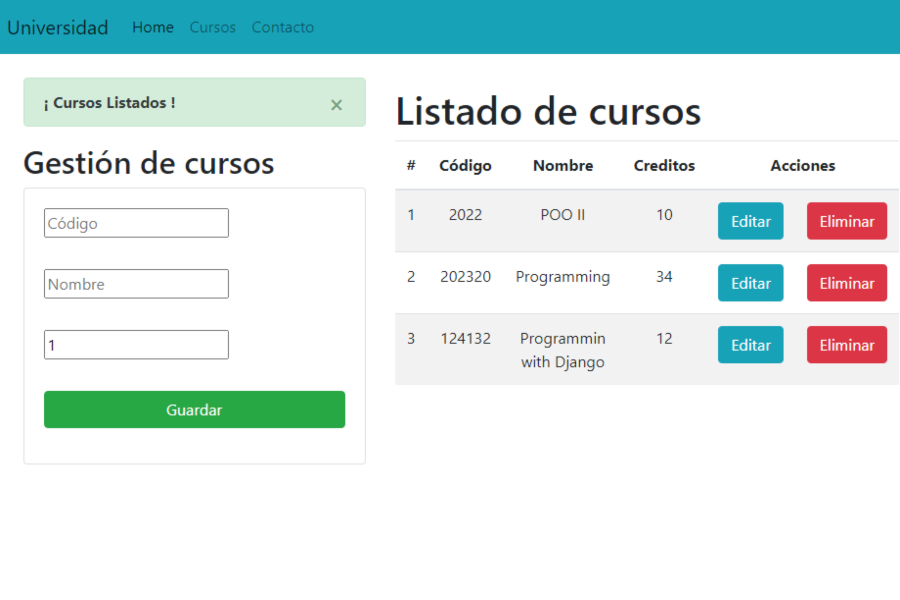 Universidad Home Cursos Contacto
¡ Cursos Listados ! ×
Gestión de cursos
Código
Nombre
1
Guardar
Listado de cursos
# Código Nombre Creditos Acciones
1 2022 POO II 10 Editar Eliminar
2 202320 Programming 34 Editar Eliminar
3 124132 Programmin 12 Editar Eliminar
with Django